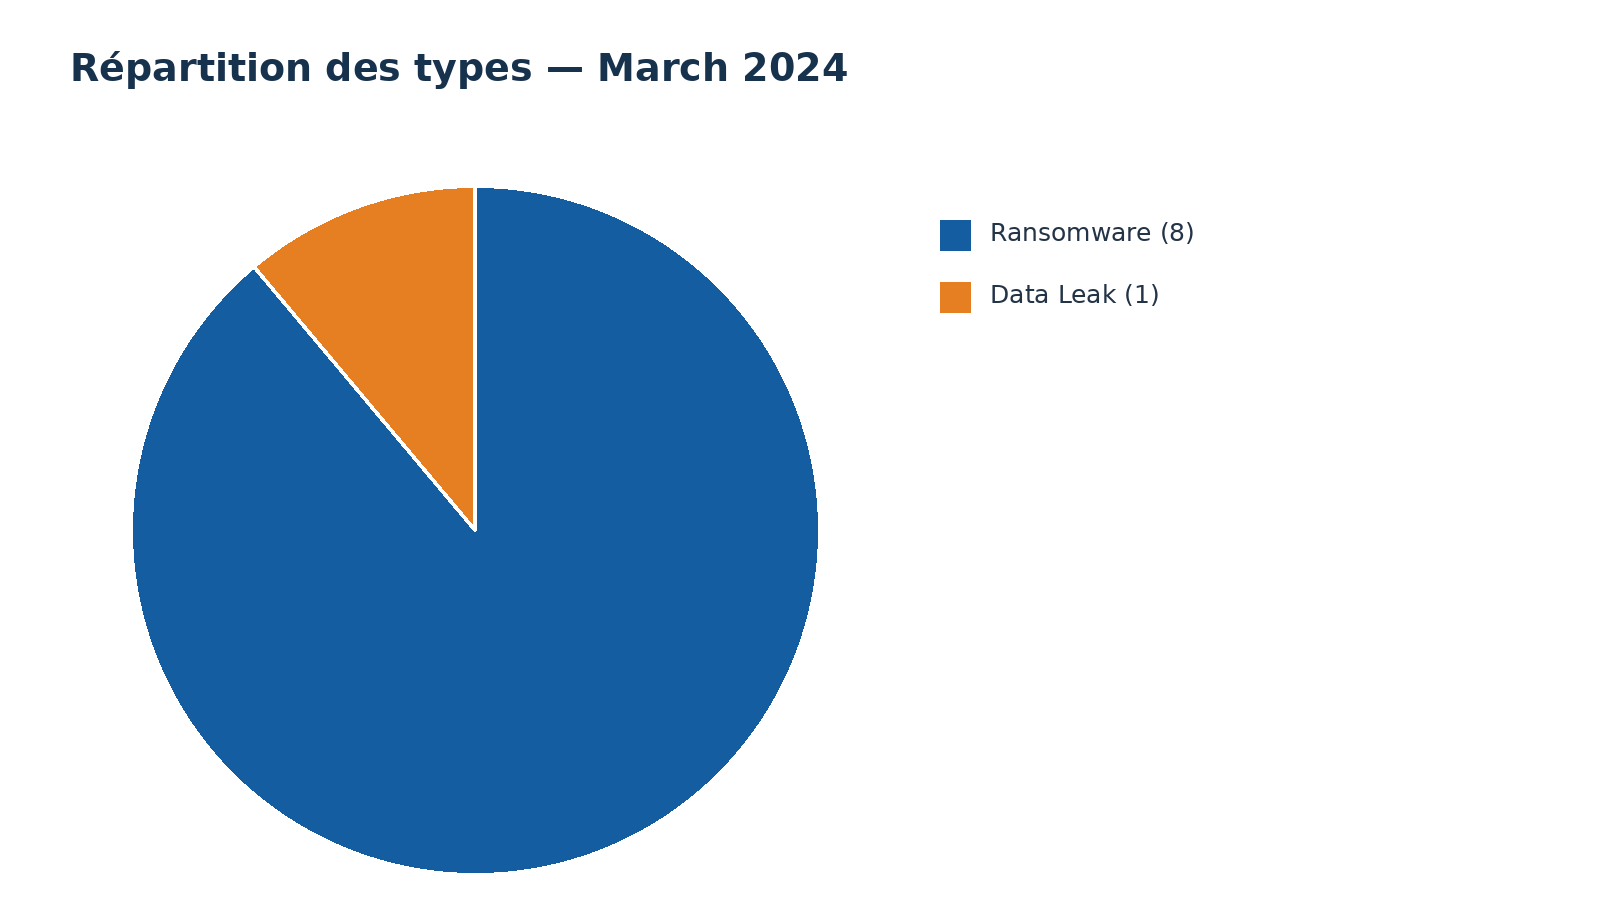 Répartition des types — March 2024
Ransomware (8)
Data Leak (1)